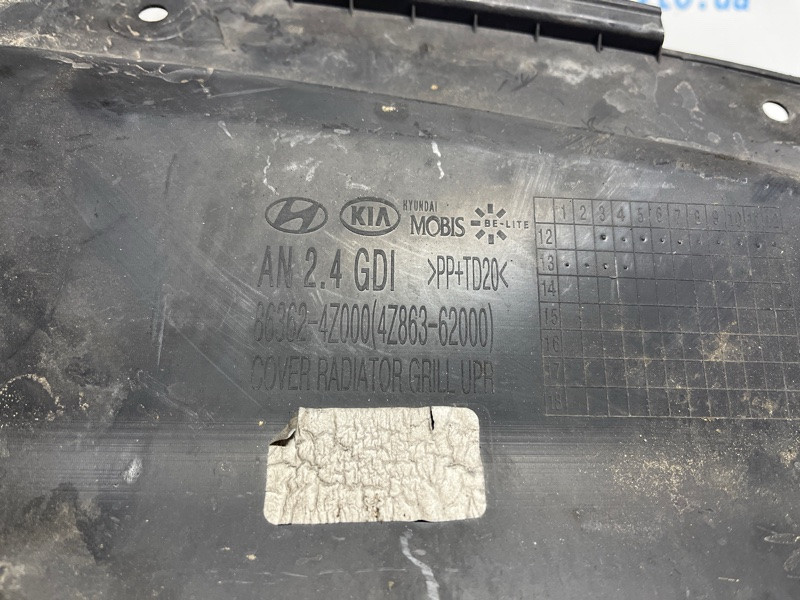 HYUNDAI
KIA MOBIS BE-LITE
AN 2.4 GDI >PP+TD20<
86362-4Z000(4Z863-62000)
COVER RADIATOR GRILL UPR
1 2 3 4 5 6 7 8 9 10 11 12
12
13
14
15
16
17
18